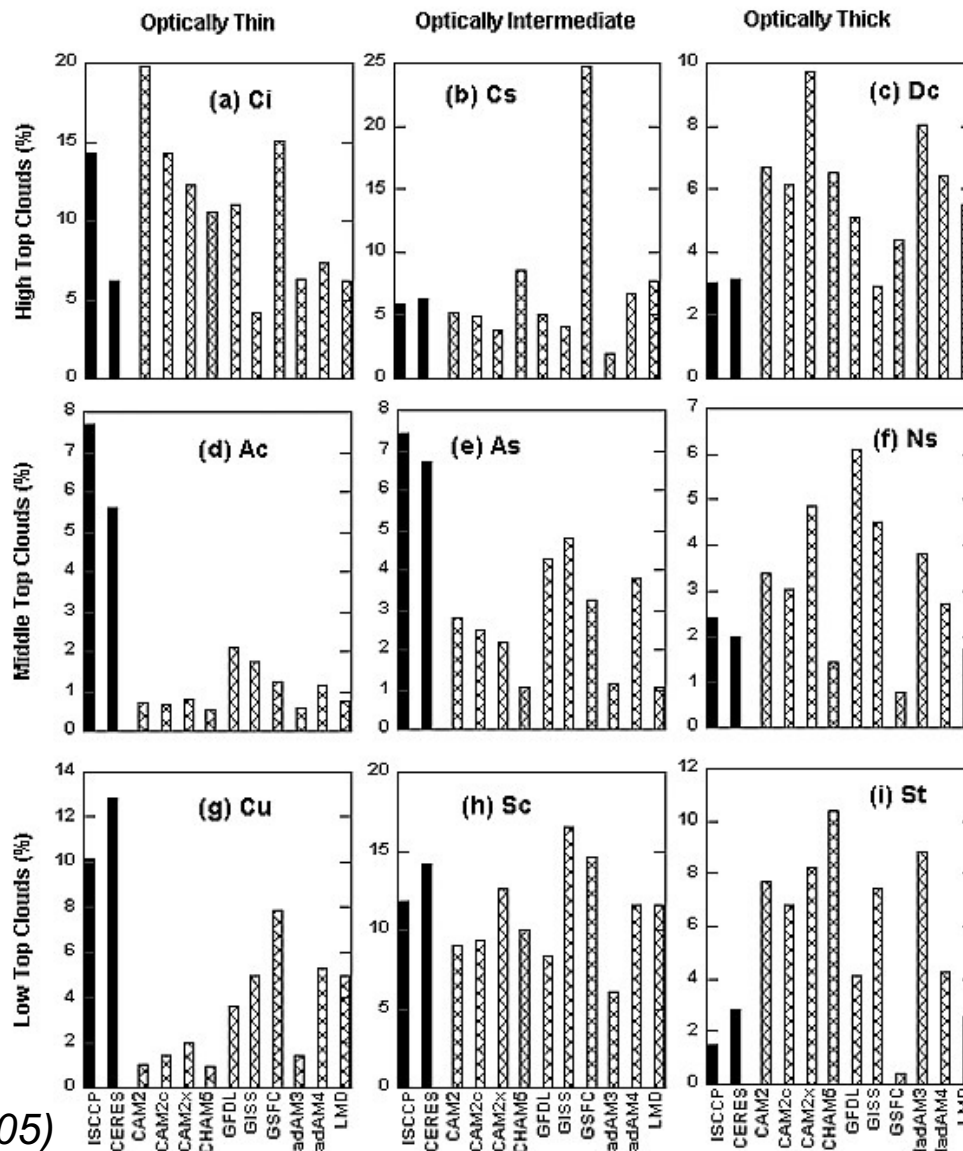 Optically Thin Optically Intermediate Optically Thick
High Top Clouds (%)
20
15
10
5
0
(a) Ci
25
20
15
10
5
0
(b) Cs
10
8
6
4
2
0
(c) Dc
Middle Top Clouds (%)
8
7
6
5
4
3
2
1
0
(d) Ac
8
7
6
5
4
3
2
1
0
(e) As
7
6
5
4
3
2
1
0
(f) Ns
Low Top Clouds (%)
14
12
10
8
6
4
2
0
(g) Cu
20
15
10
5
0
(h) Sc
12
10
8
6
4
2
0
(i) St
05)
ISCCP
CERES
CAM2
CAM2c
CAM2x
CHAM5
GFDL
GISS
GSFC
adAM3
adAM4
LMD
ISCCP
CERES
CAM2
CAM2c
CAM2x
CHAM5
GFDL
GISS
GSFC
adAM3
adAM4
LMD
ISCCP
CERES
CAM2
CAM2c
CAM2x
CHAM5
GFDL
GISS
GSFC
adAM3
adAM4